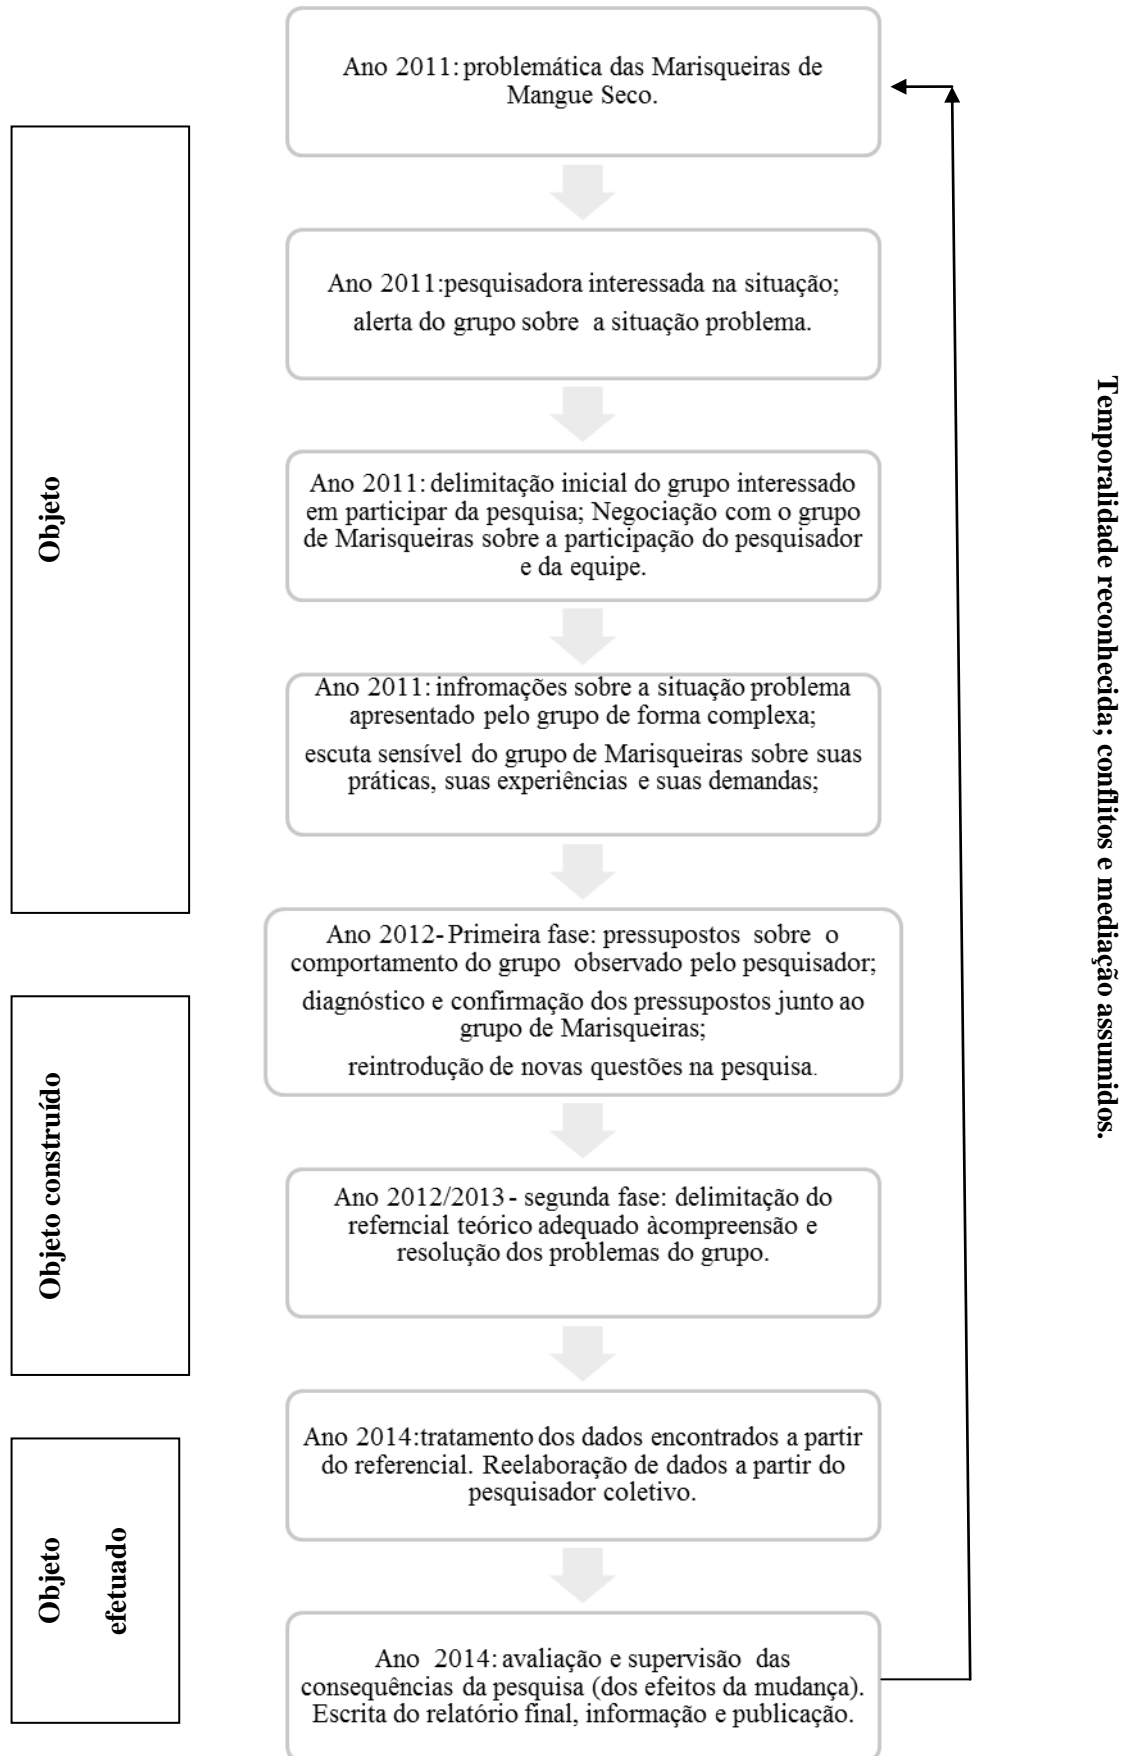 Ano 2011: problemática das Marisqueiras de
Mangue Seco.
Ano 2011:pesquisadora interessada na situação;
alerta do grupo sobre a situação problema.
Ano 2011: delimitação inicial do grupo interessado
em participar da pesquisa; Negociação com o grupo
de Marisqueiras sobre a participação do pesquisador
e da equipe.
Ano 2011: infromações sobre a situação problema
apresentado pelo grupo de forma complexa;
escuta sensível do grupo de Marisqueiras sobre suas
práticas, suas experiências e suas demandas;
Objeto
Ano 2012- Primeira fase: pressupostos sobre o
comportamento do grupo observado pelo pesquisador;
diagnóstico e confirmação dos pressupostos junto ao
grupo de Marisqueiras;
reintrodução de novas questões na pesquisa.
Ano 2012/2013- segunda fase: delimitação do
referncial teórico adequado àcompreensão e
resolução dos problemas do grupo.
Objeto construído
Ano 2014:tratamento dos dados encontrados a partir
do referencial. Reelaboração de dados a partir do
pesquisador coletivo.
Ano 2014: avaliação e supervisão das
consequências da pesquisa (dos efeitos da mudança).
Escrita do relatório final, informação e publicação.
Objeto
efetuado
Temporalidade reconhecida; conflitos e mediação assumidos.